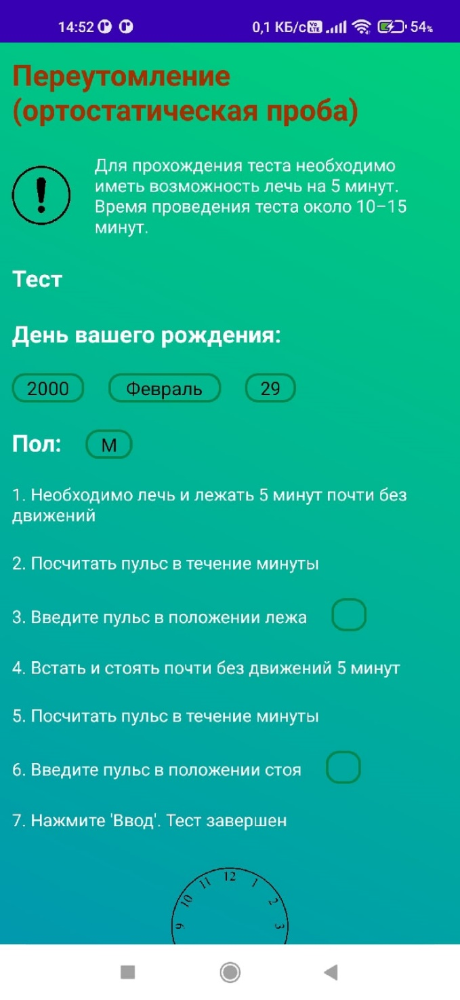 14:52 0,1 КБ/с Vo LTE 54%
Переутомление
(ортостатическая проба)
Для прохождения теста необходимо
иметь возможность лечь на 5 минут.
Время проведения теста около 10–15
минут.
Тест
День вашего рождения:
2000 Февраль 29
Пол: М
1. Необходимо лечь и лежать 5 минут почти без
движений
2. Посчитать пульс в течение минуты
3. Введите пульс в положении лежа
4. Встать и стоять почти без движений 5 минут
5. Посчитать пульс в течение минуты
6. Введите пульс в положении стоя
7. Нажмите 'Ввод'. Тест завершен
9 10 11 12 1 2 3